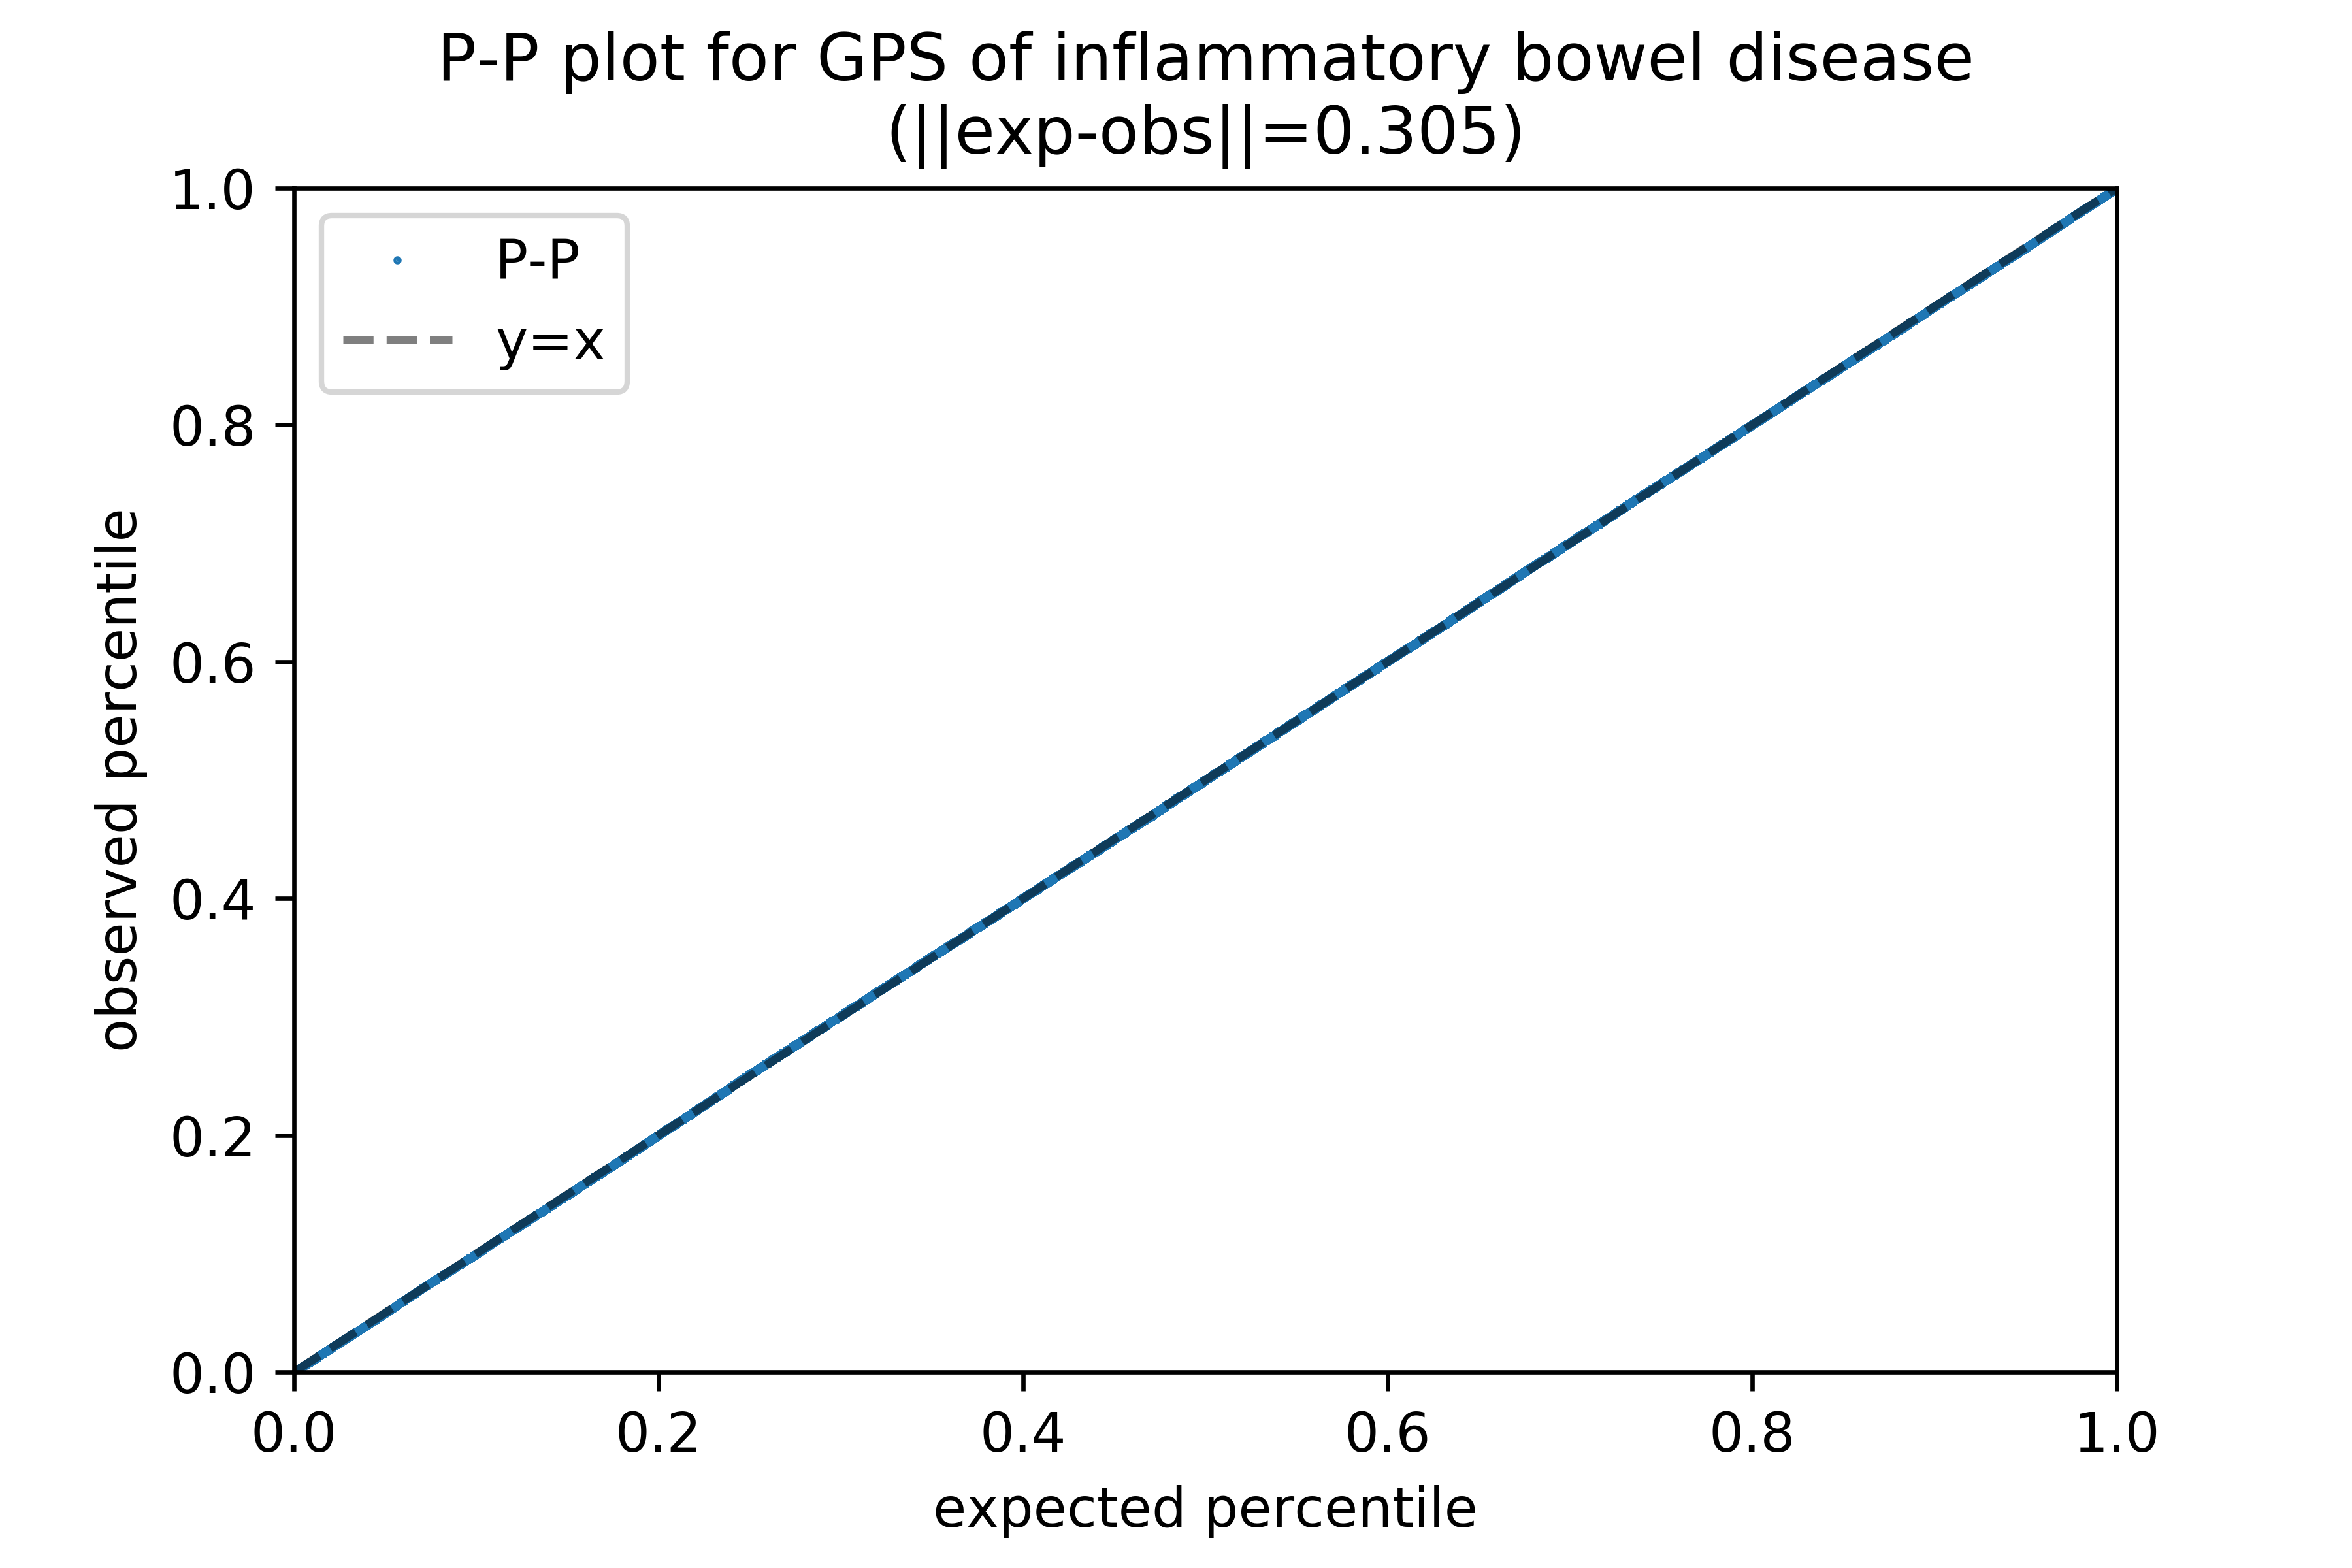 P-P plot for GPS of inflammatory bowel disease
(||exp-obs||=0.305)
P-P
y=x
1.0
0.8
0.6
0.4
0.2
0.0
observed percentile
0.0 0.2 0.4 0.6 0.8 1.0
expected percentile